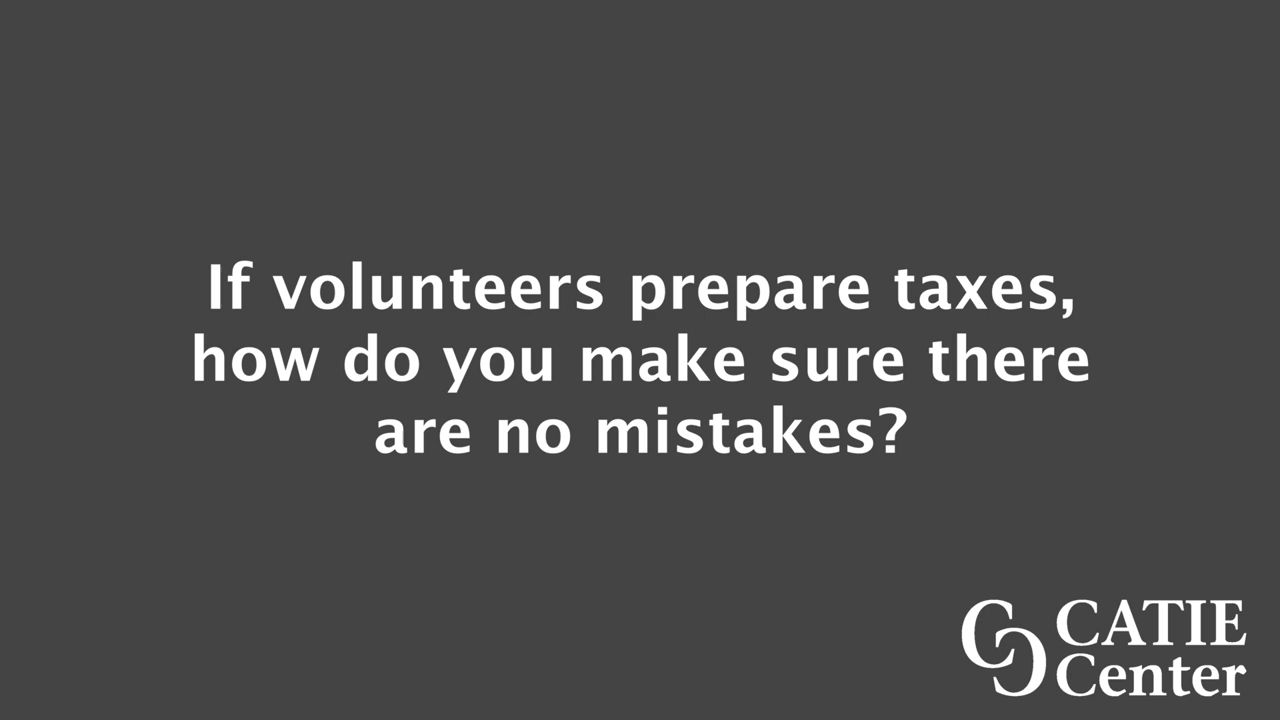 If volunteers prepare taxes,
how do you make sure there
are no mistakes?
CATIE
Center